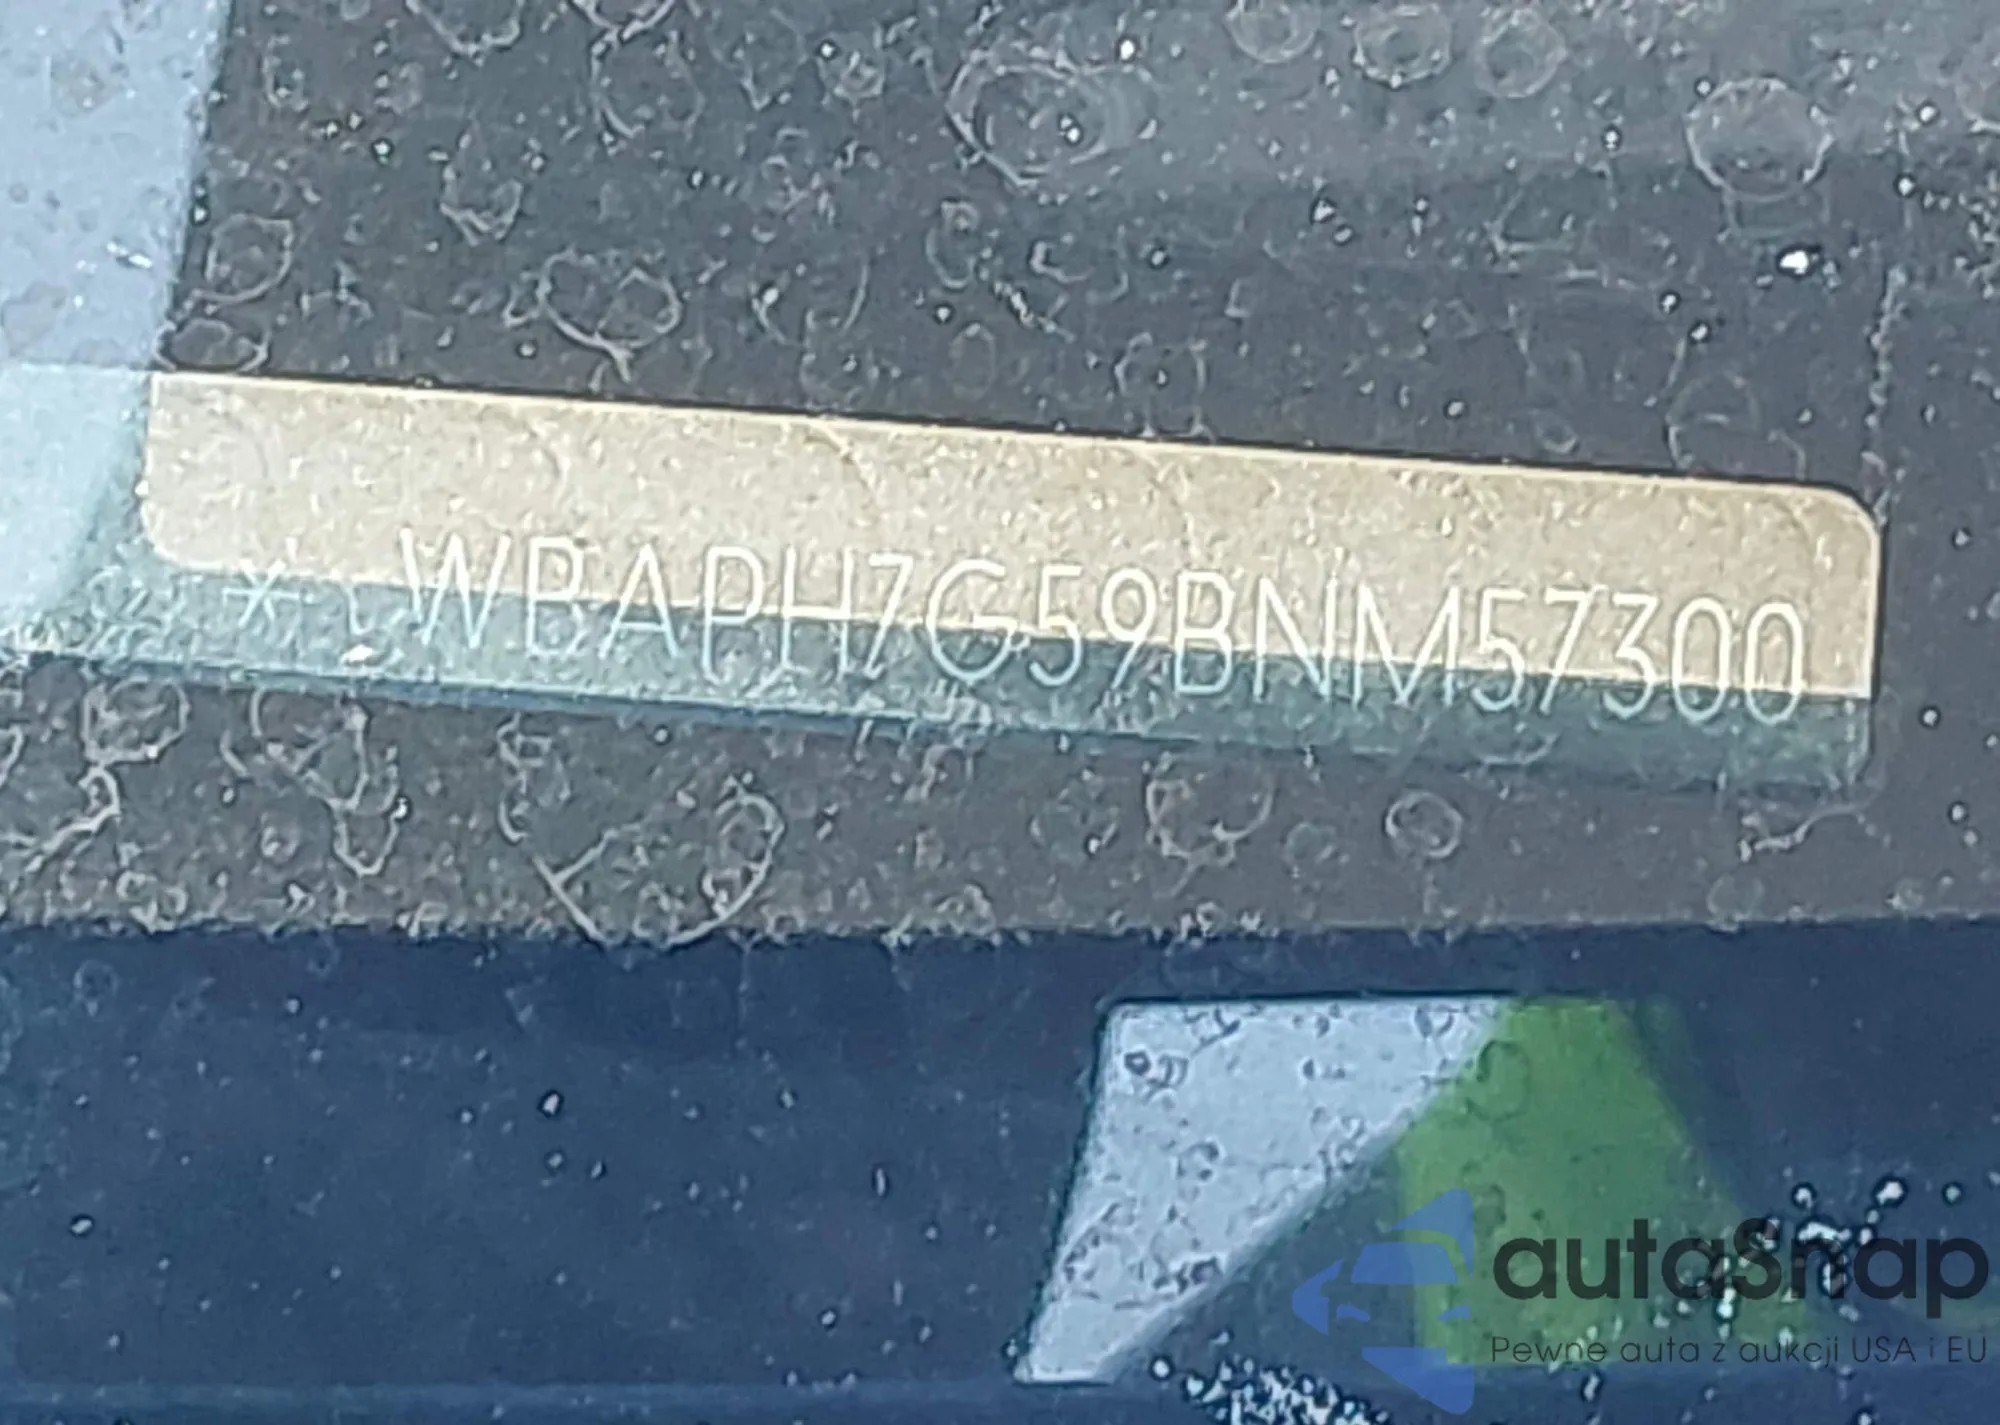 * WBAPH7G59BNM57300
autaSnap
Pewne auta z aukcji USA i EU